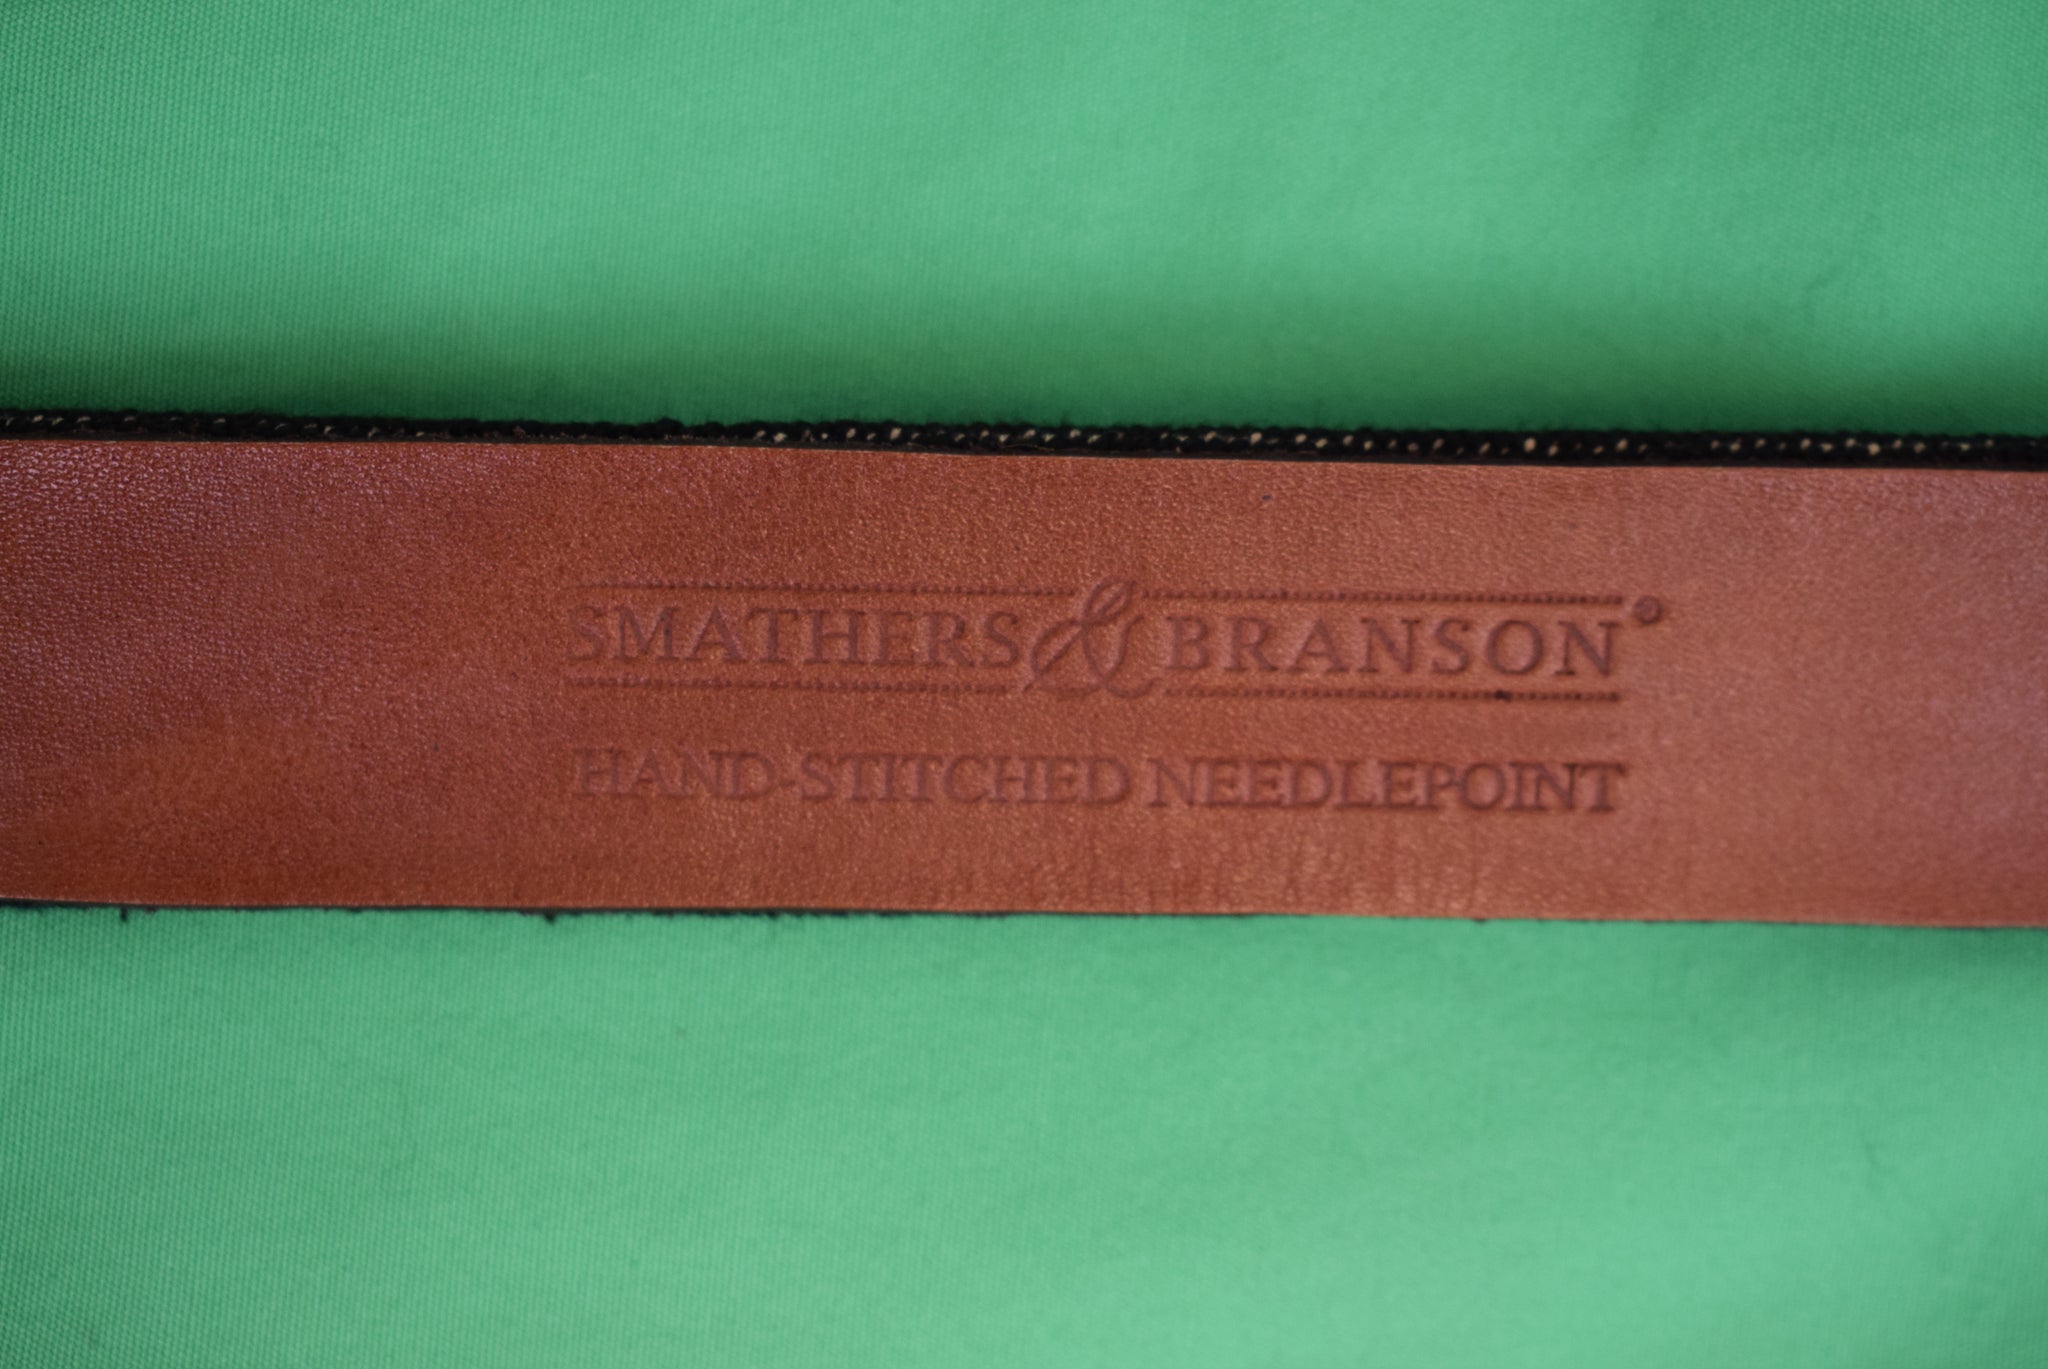 SMATHERS & BRANSON®
HAND-STITCHED NEEDLEPOINT